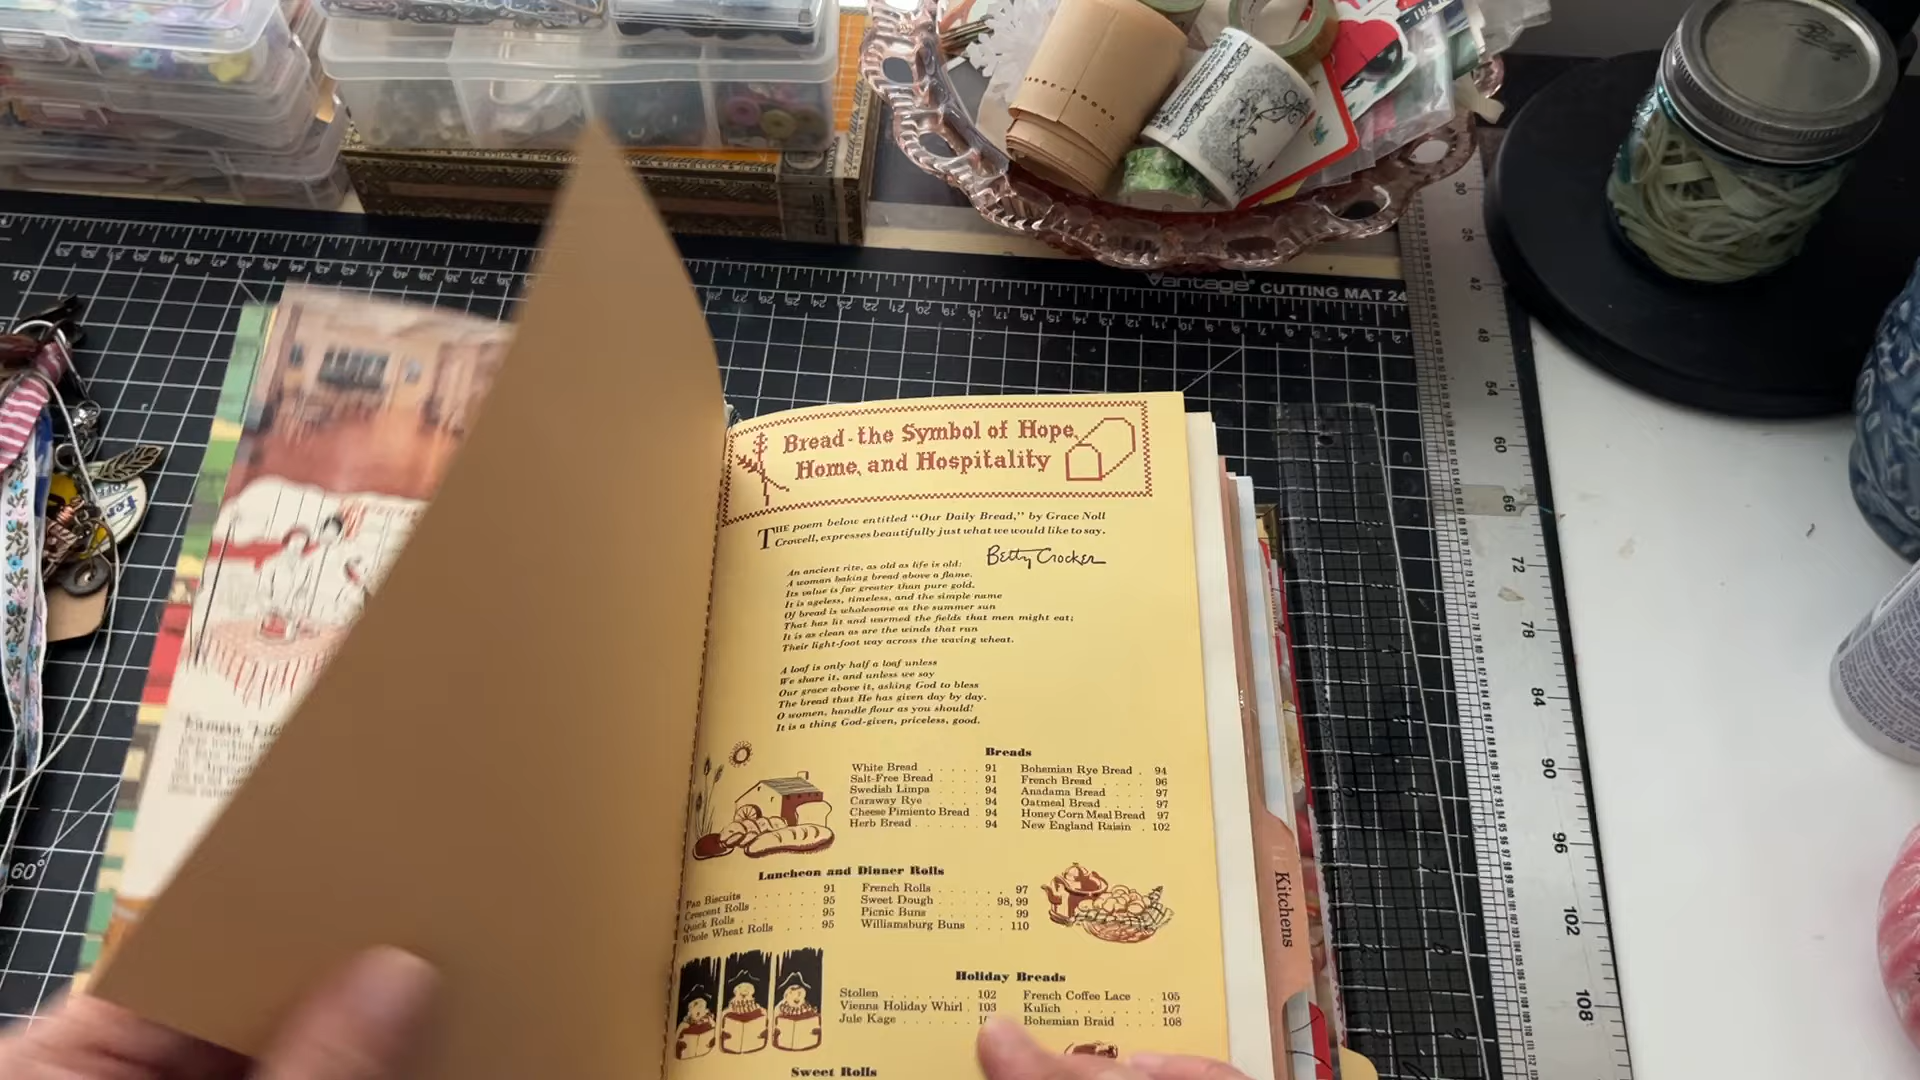 Vantage® CUTTING MAT 24
Bread-the Symbol of Hope,
Home, and Hospitality
THE poem below entitled "Our Daily Bread," by Grace Noll
Crowell, expresses beautifully just what we would like to say.
Betty Crocker
An ancient rite, as old as life is old:
A woman baking bread above a flame.
Its value is far greater than pure gold.
It is ageless, timeless, and the simple name
Of bread is wholesome as the summer sun
That has lit and warmed the fields that men might eat;
It is as clean as are the winds that run
Their light-foot way across the waving wheat.
A loaf is only half a loaf unless
We share it, and unless we say
Our grace above it, asking God to bless
The bread that He has given day by day.
O women, handle flour as you should!
It is a thing God-given, priceless, good.
Breads
White Bread . . . . . 91
Salt-Free Bread . . . . 91
Swedish Limpa . . . . 94
Caraway Rye . . . . 94
Cheese Pimiento Bread . 94
Herb Bread . . . . . 94
Bohemian Rye Bread . 94
French Bread . . . . 96
Anadama Bread . . . 97
Oatmeal Bread . . . . 97
Honey Corn Meal Bread 97
New England Raisin . 102
Luncheon and Dinner Rolls
Pan Biscuits . . . . . . 91
Crescent Rolls . . . . . 95
Quick Rolls . . . . . . 95
Whole Wheat Rolls . . . 95
French Rolls . . . . . . 97
Sweet Dough . . . . . 98, 99
Picnic Buns . . . . . . 99
Williamsburg Buns . . . 110
Holiday Breads
Stollen . . . . . . . 102
Vienna Holiday Whirl . 103
Jule Kage
French Coffee Lace . . 105
Kulich . . . . . . 107
Bohemian Braid . . . 108
Sweet Rolls
Kitchens